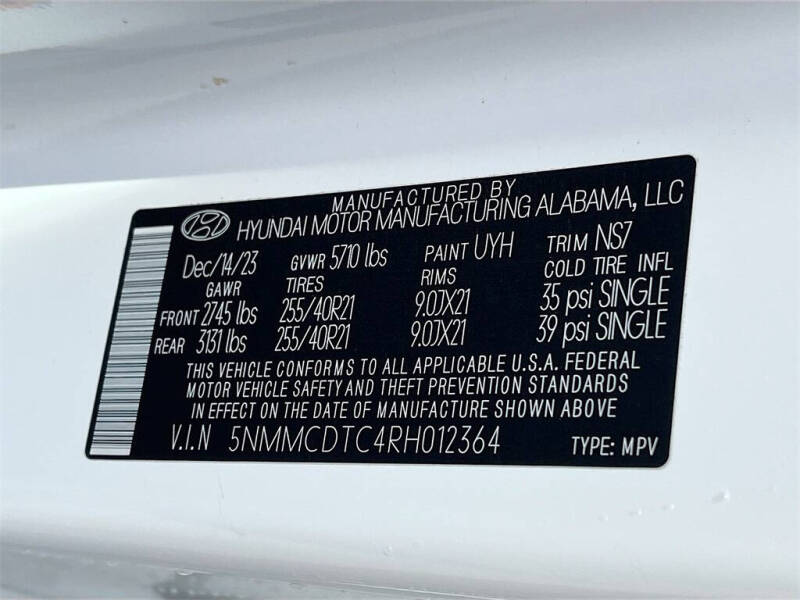 MANUFACTURED BY
HYUNDAI MOTOR MANUFACTURING ALABAMA, LLC
Dec/14/23 GVWR 5710 lbs PAINT UYH TRIM NS7
GAWR TIRES RIMS COLD TIRE INFL
FRONT 2745 lbs 255/40R21 9.0JX21 35 psi SINGLE
REAR 3131 lbs 255/40R21 9.0JX21 39 psi SINGLE
THIS VEHICLE CONFORMS TO ALL APPLICABLE U.S.A. FEDERAL
MOTOR VEHICLE SAFETY AND THEFT PREVENTION STANDARDS
IN EFFECT ON THE DATE OF MANUFACTURE SHOWN ABOVE
V.I.N 5NMMCDTC4RH012364 TYPE: MPV